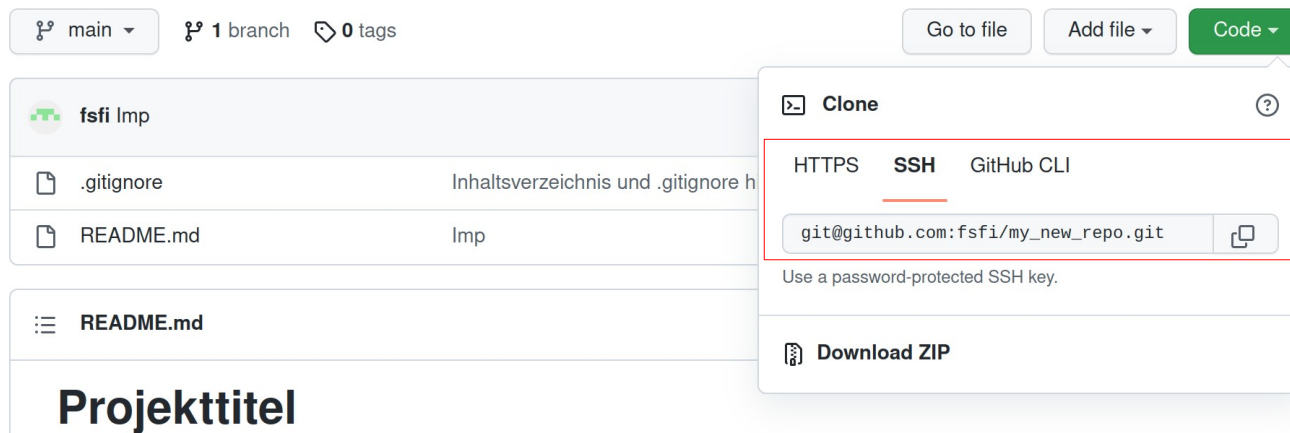 main 1 branch 0 tags Go to file Add file Code
fsfi Imp
Clone
HTTPS SSH GitHub CLI
.gitignore Inhaltsverzeichnis und .gitignore h
README.md Imp
git@github.com:fsfi/my_new_repo.git
Use a password-protected SSH key.
README.md
Download ZIP
Projekttitel